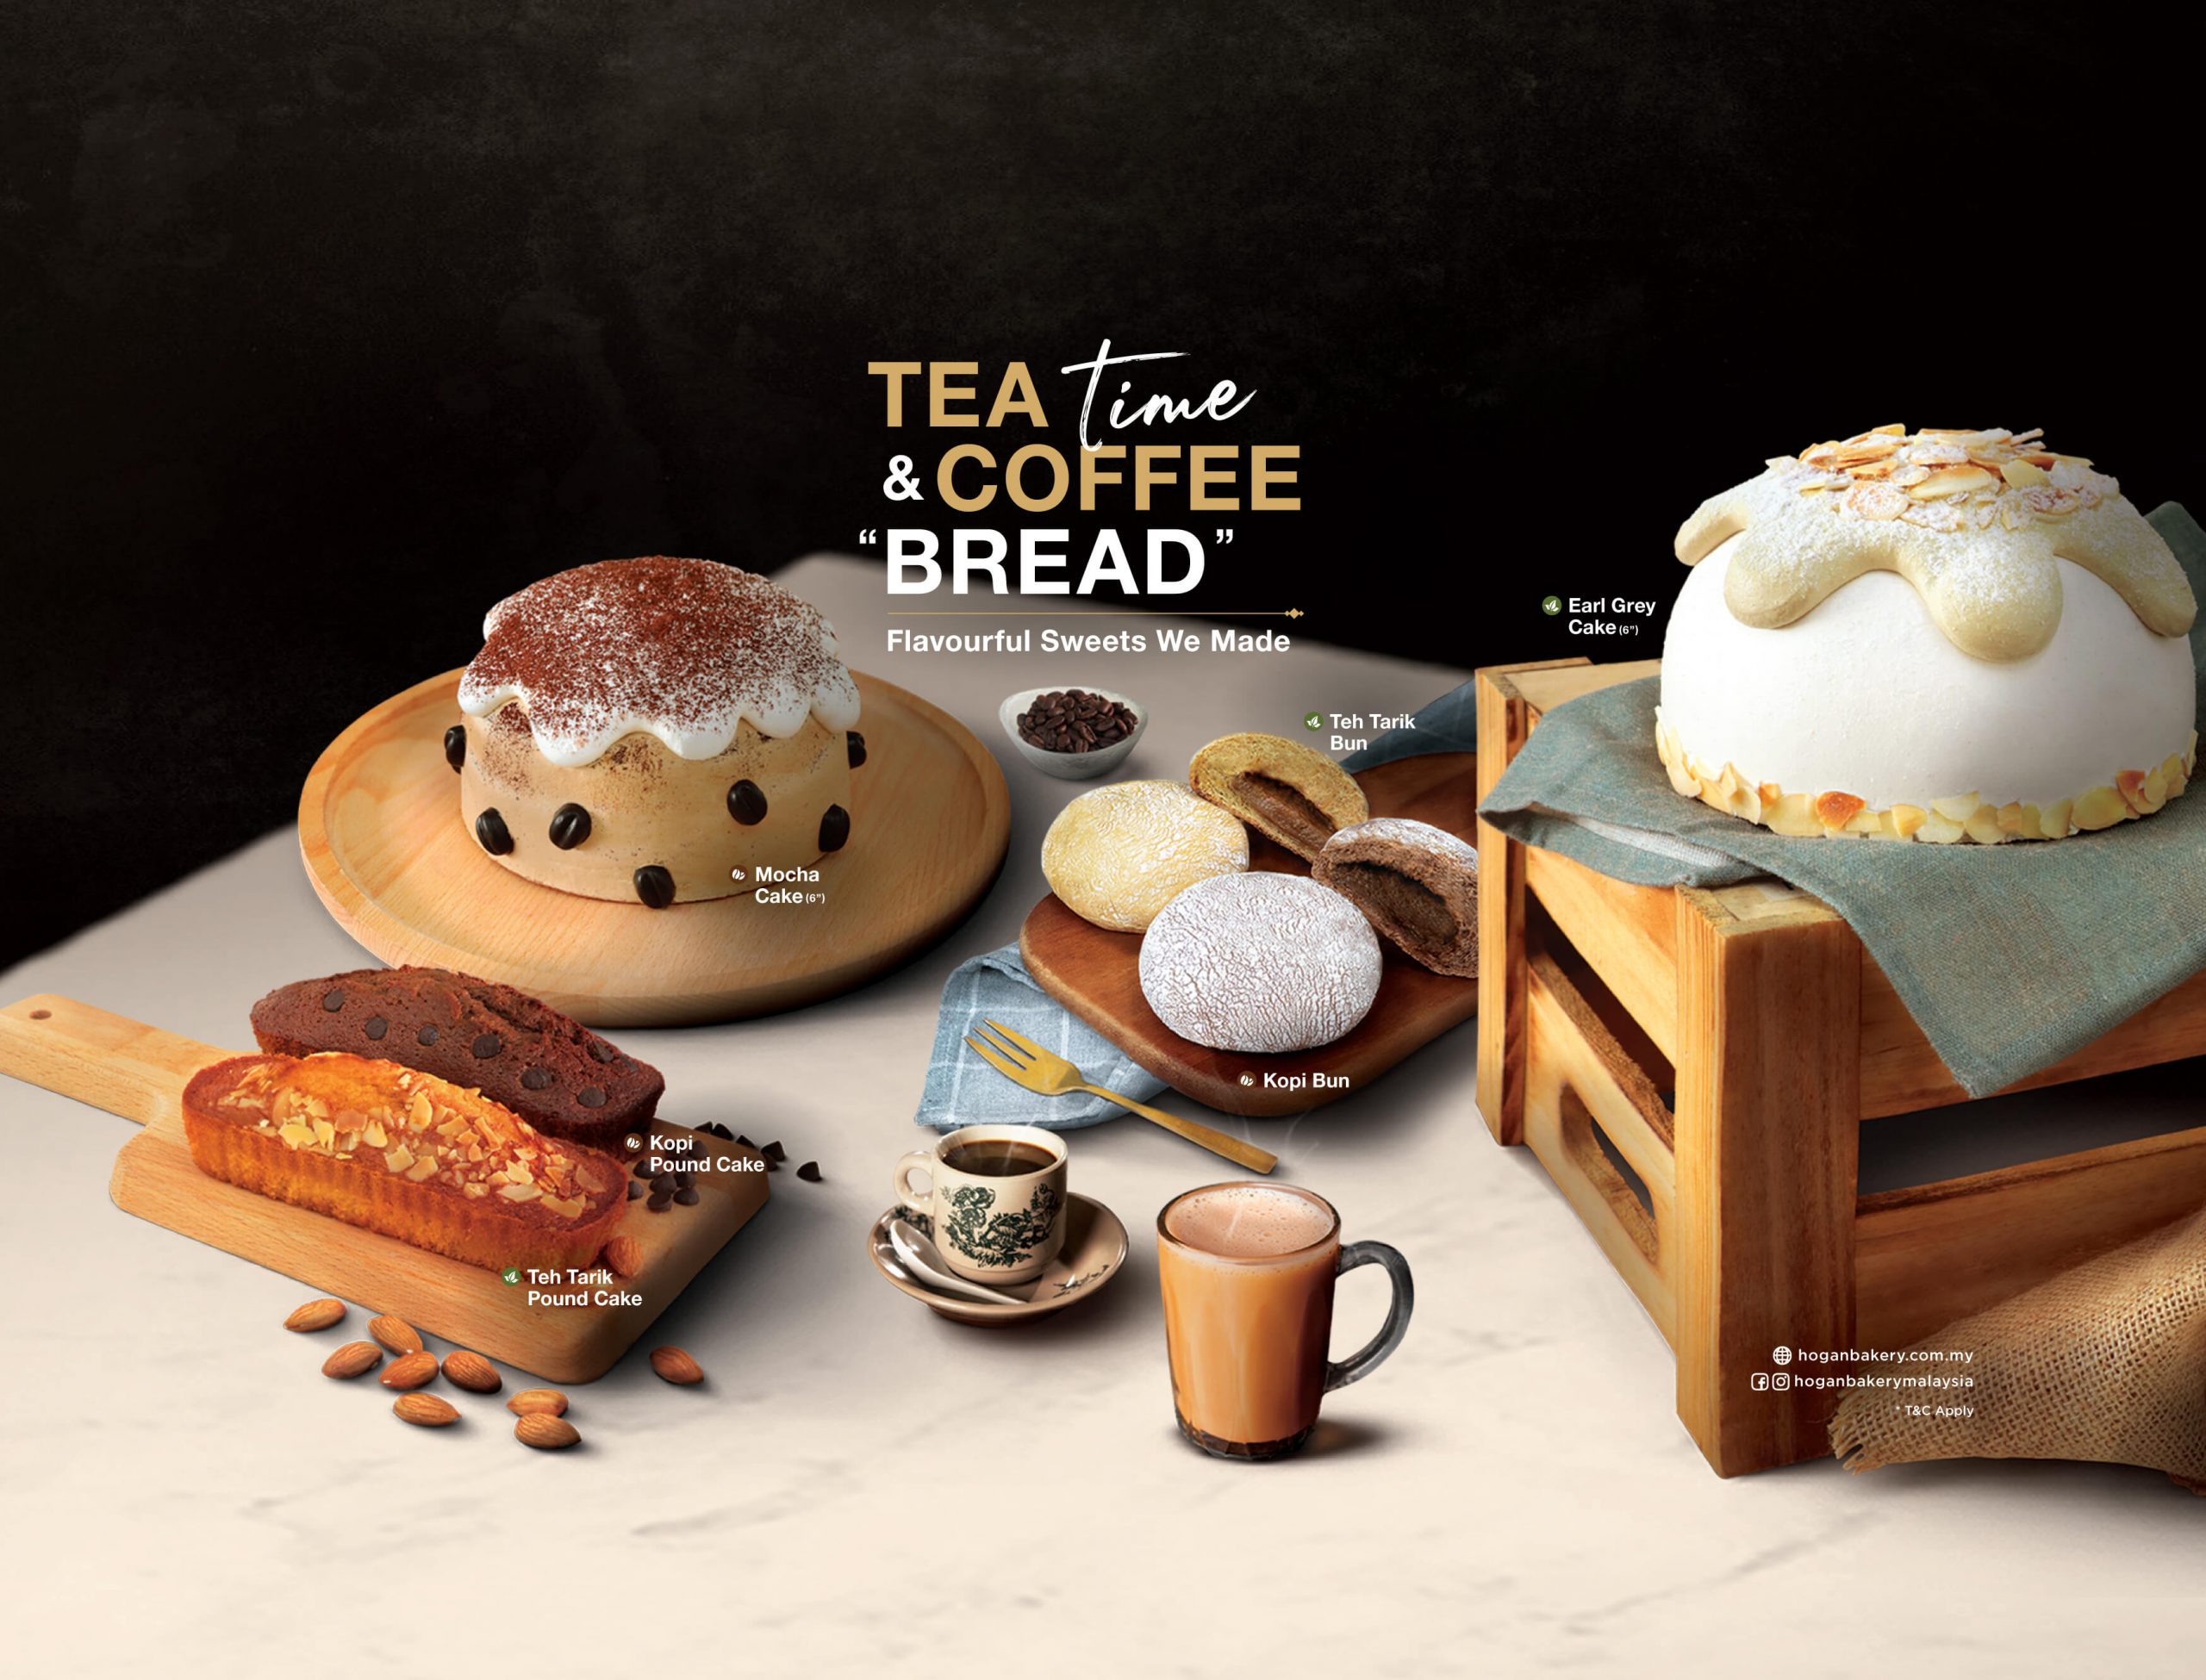 TEA time
& COFFEE
“BREAD”
Flavourful Sweets We Made
Earl Grey
Cake (6")
Teh Tarik
Bun
Mocha
Cake (6")
Kopi Bun
Kopi
Pound Cake
Teh Tarik
Pound Cake
hoganbakery.com.my
hoganbakerymalaysia
* T&C Apply